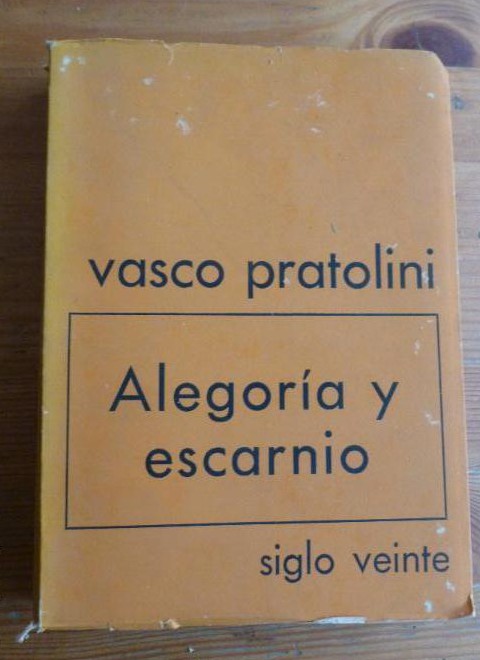 vasco pratolini
Alegoría y
escarnio
siglo veinte